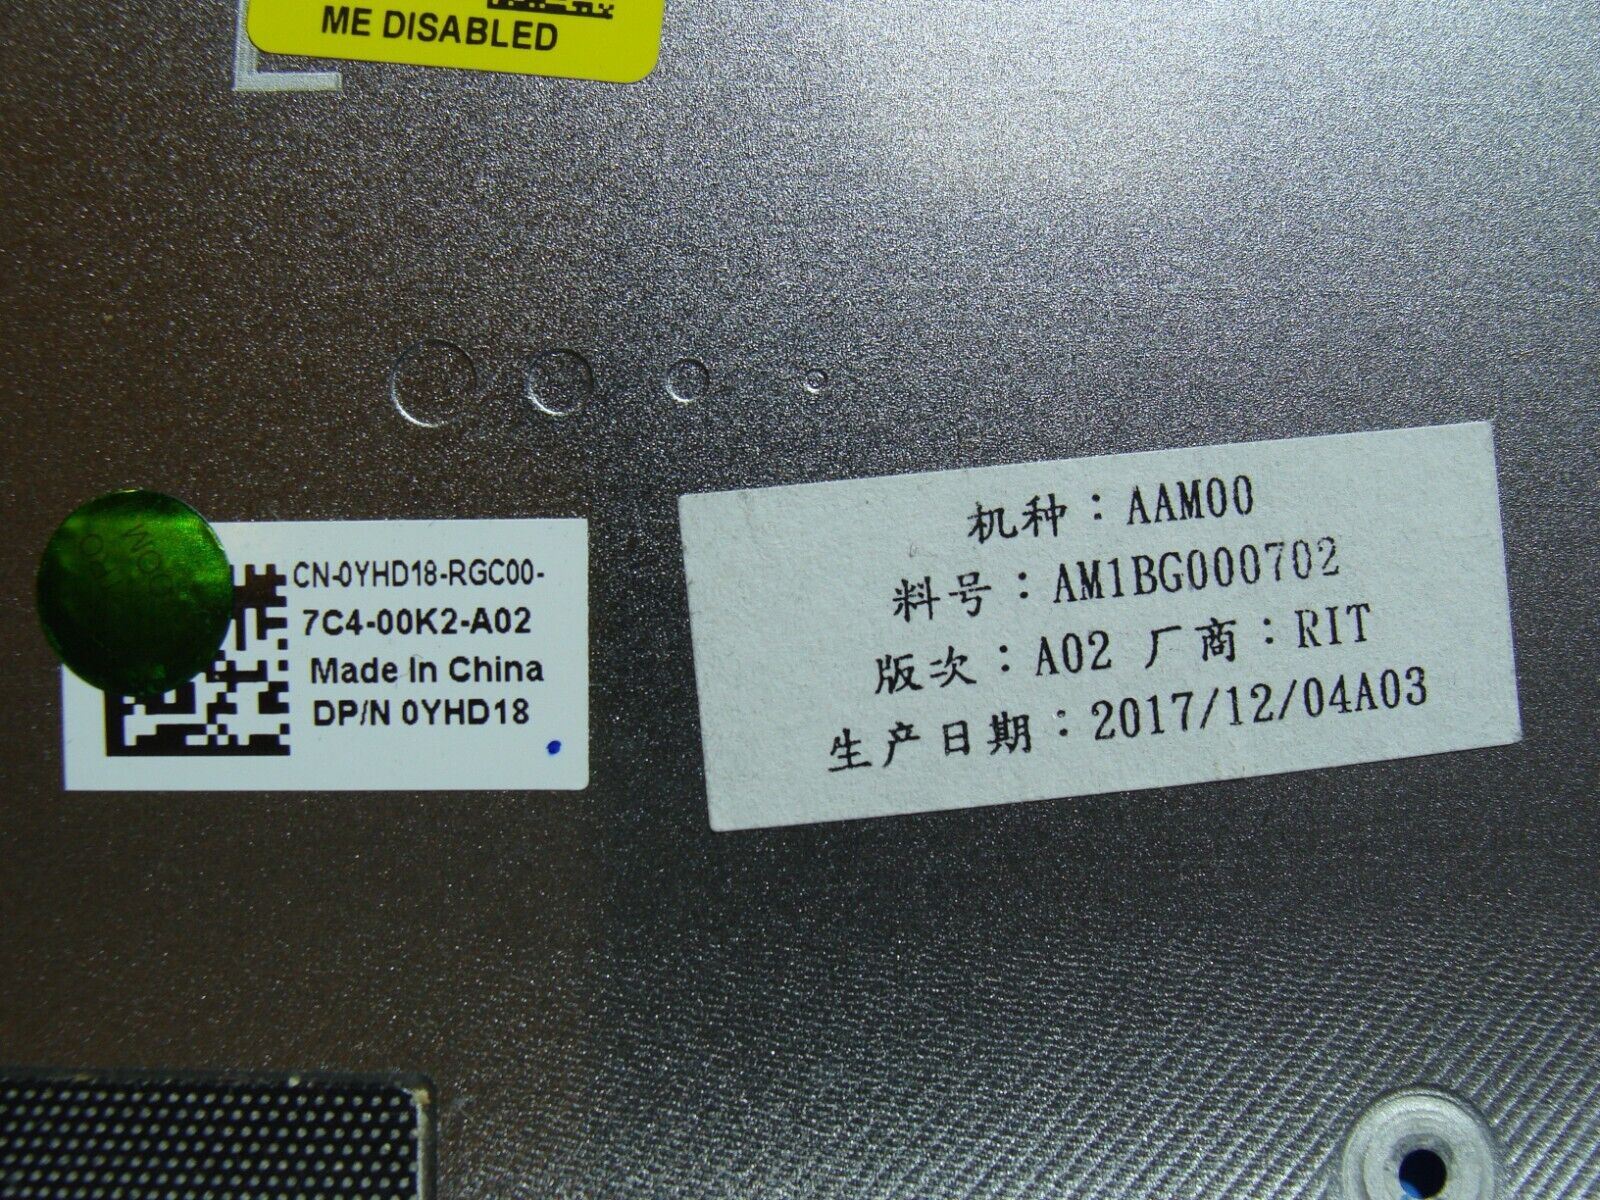 ME DISABLED
CN-0YHD18-RGC00-
7C4-00K2-A02
Made In China
DP/N 0YHD18
机种：AAM00
料号：AM1BG000702
版次：A02 厂商：RIT
生产日期：2017/12/04A03